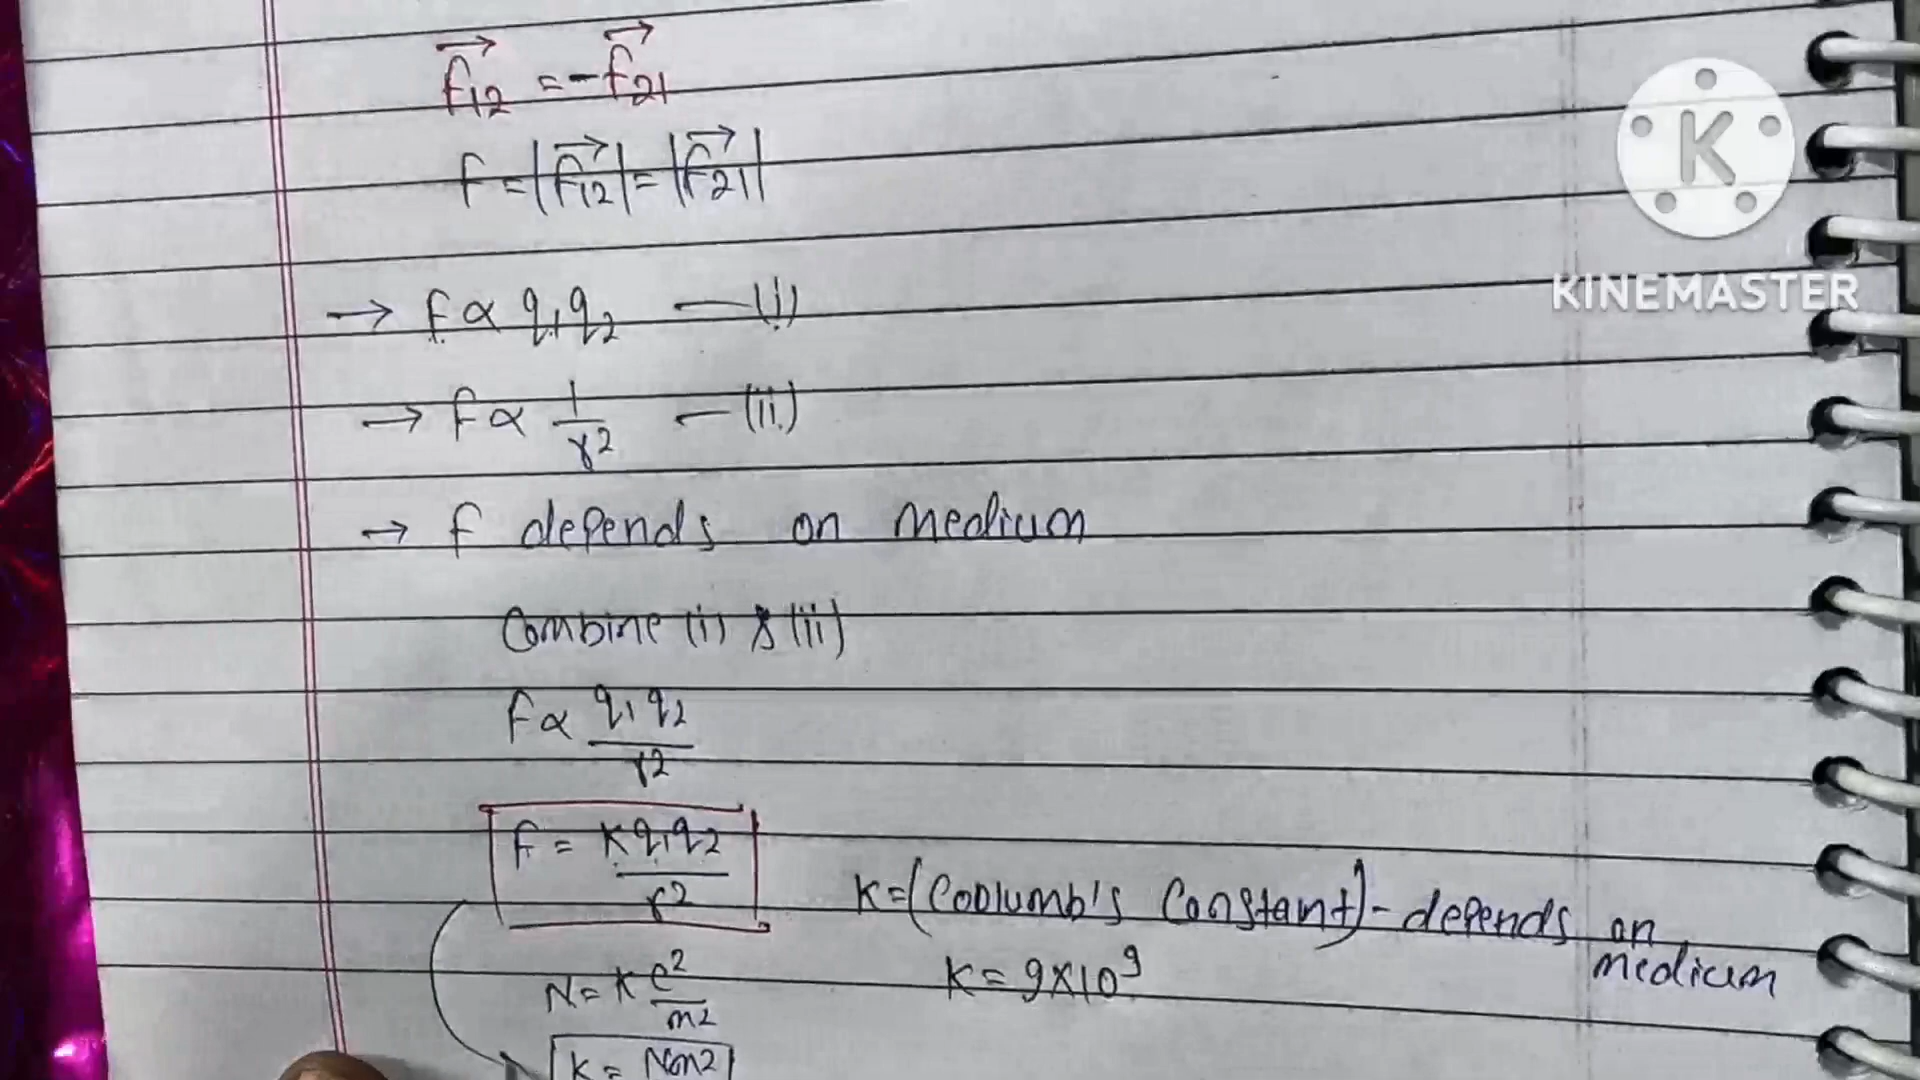 F₁₂ = -F₂₁
F = |F₁₂| = |F₂₁|
→ F ∝ q₁q₂ — (i)
→ F ∝ 1/r² — (ii)
→ F depends on medium
Combine (i) & (ii)
F ∝ q₁q₂/r²
F = Kq₁q₂/r²
K = (Coolumb's Constant) - depends on medium
N = K C²/m²
K = 9×10⁹
K = Nm2
K
KINEMASTER